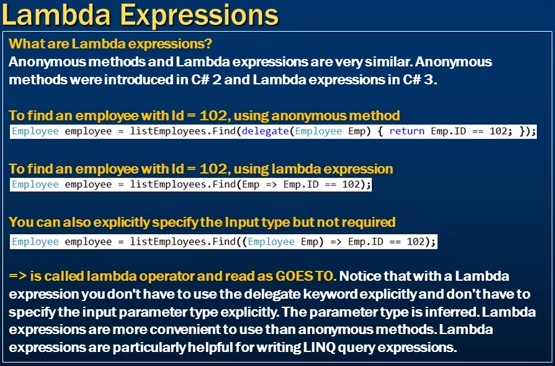 Lambda Expressions
What are Lambda expressions?
Anonymous methods and Lambda expressions are very similar. Anonymous
methods were introduced in C# 2 and Lambda expressions in C# 3.
To find an employee with Id = 102, using anonymous method
Employee employee = listEmployees.Find(delegate(Employee Emp) { return Emp.ID == 102; });
To find an employee with Id = 102, using lambda expression
Employee employee = listEmployees.Find(Emp => Emp.ID == 102);
You can also explicitly specify the Input type but not required
Employee employee = listEmployees.Find((Employee Emp) => Emp.ID == 102);
=> is called lambda operator and read as GOES TO. Notice that with a Lambda
expression you don't have to use the delegate keyword explicitly and don't have to
specify the input parameter type explicitly. The parameter type is inferred. Lambda
expressions are more convenient to use than anonymous methods. Lambda
expressions are particularly helpful for writing LINQ query expressions.